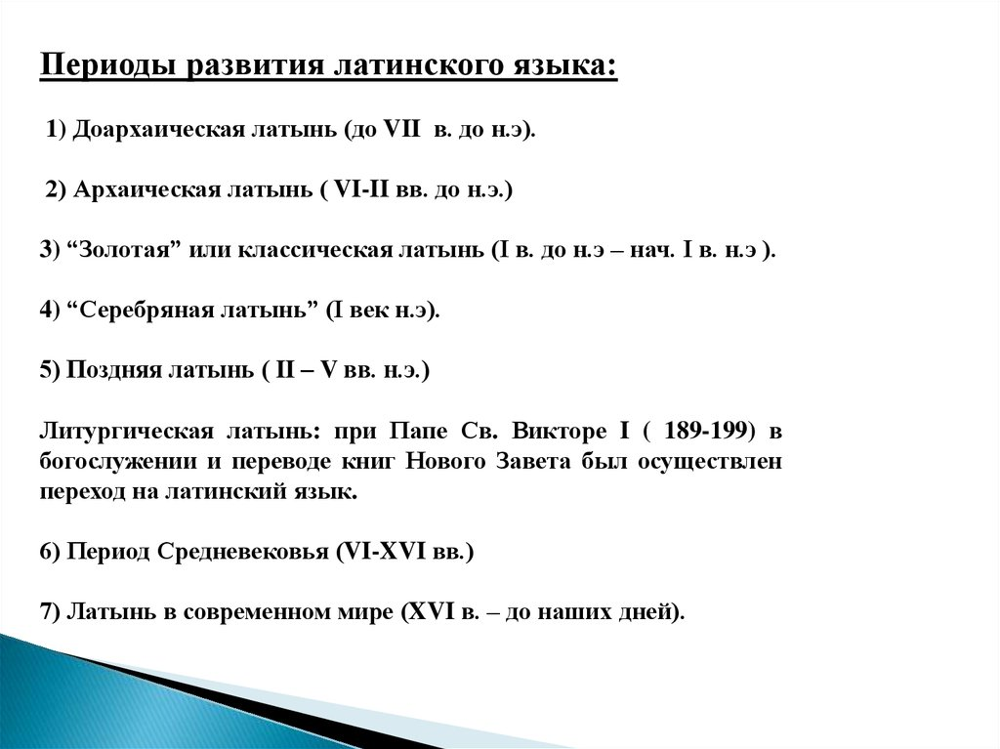 Периоды развития латинского языка:
1) Доархаическая латынь (до VII в. до н.э).
2) Архаическая латынь ( VI-II вв. до н.э.)
3) “Золотая” или классическая латынь (I в. до н.э – нач. I в. н.э ).
4) “Серебряная латынь” (I век н.э).
5) Поздняя латынь ( II – V вв. н.э.)
Литургическая латынь: при Папе Св. Викторе I ( 189-199) в
богослужении и переводе книг Нового Завета был осуществлен
переход на латинский язык.
6) Период Средневековья (VI-XVI вв.)
7) Латынь в современном мире (XVI в. – до наших дней).